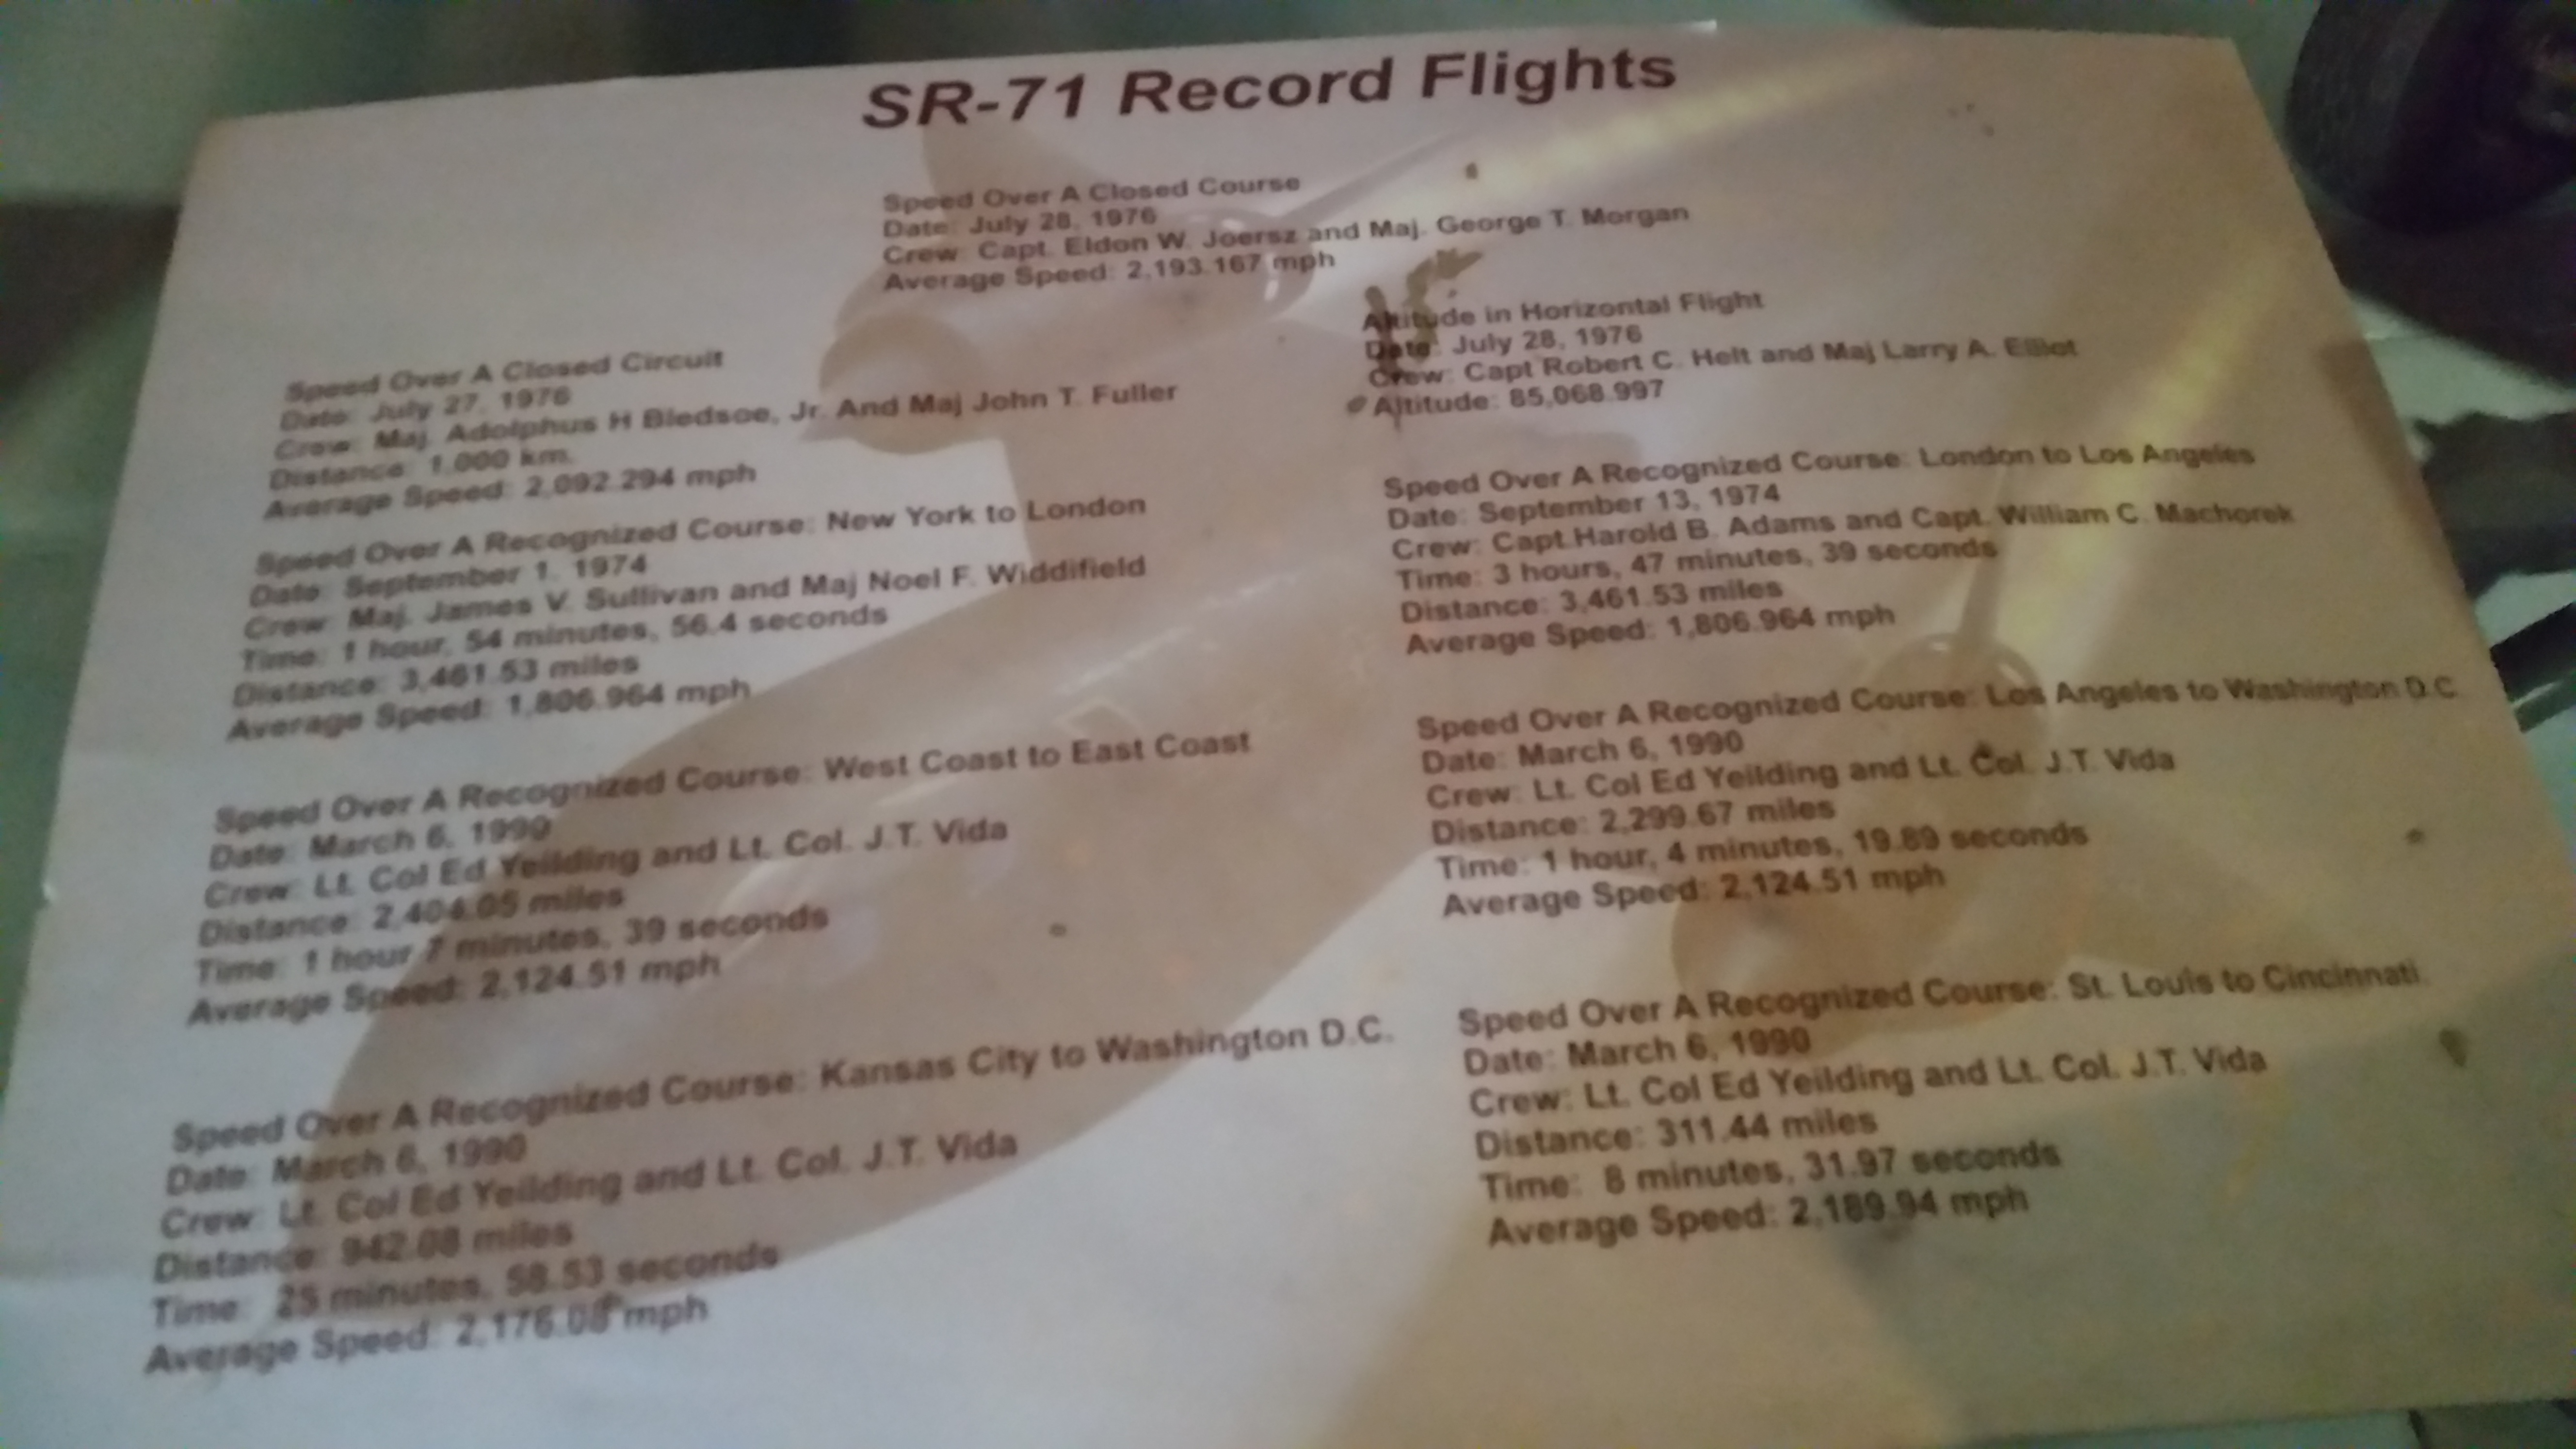 SR-71 Record Flights
Speed Over A Closed Course
Date: July 28, 1976
Crew: Capt. Eldon W. Joersz and Maj. George T. Morgan
Average Speed: 2,193.167 mph
Speed Over A Closed Circuit
Date: July 27, 1976
Crew: Maj. Adolphus H Bledsoe, Jr. And Maj John T. Fuller
Distance: 1,000 km.
Average Speed: 2,092.294 mph
Speed Over A Recognized Course: New York to London
Date: September 1, 1974
Crew: Maj. James V. Sullivan and Maj Noel F. Widdifield
Time: 1 hour, 54 minutes, 56.4 seconds
Distance: 3,461.53 miles
Average Speed: 1,806.964 mph
Speed Over A Recognized Course: West Coast to East Coast
Date: March 6, 1990
Crew: Lt. Col Ed Yeilding and Lt. Col. J.T. Vida
Distance: 2,404.05 miles
Time: 1 hour 7 minutes, 39 seconds
Average Speed: 2,124.51 mph
Speed Over A Recognized Course: Kansas City to Washington D.C.
Date: March 6, 1990
Crew: Lt. Col Ed Yeilding and Lt. Col. J.T. Vida
Distance: 942.08 miles
Time: 25 minutes, 58.53 seconds
Average Speed: 2,176.08 mph
Altitude in Horizontal Flight
Date: July 28, 1976
Crew: Capt Robert C. Helt and Maj Larry A. Elliot
Altitude: 85,068.997
Speed Over A Recognized Course: London to Los Angeles
Date: September 13, 1974
Crew: Capt.Harold B. Adams and Capt. William C. Machorek
Time: 3 hours, 47 minutes, 39 seconds
Distance: 3,461.53 miles
Average Speed: 1,806.964 mph
Speed Over A Recognized Course: Los Angeles to Washington D.C.
Date: March 6, 1990
Crew: Lt. Col Ed Yeilding and Lt. Col. J.T. Vida
Distance: 2,299.67 miles
Time: 1 hour, 4 minutes, 19.89 seconds
Average Speed: 2,124.51 mph
Speed Over A Recognized Course: St. Louis to Cincinnati
Date: March 6, 1990
Crew: Lt. Col Ed Yeilding and Lt. Col. J.T. Vida
Distance: 311.44 miles
Time: 8 minutes, 31.97 seconds
Average Speed: 2,189.94 mph